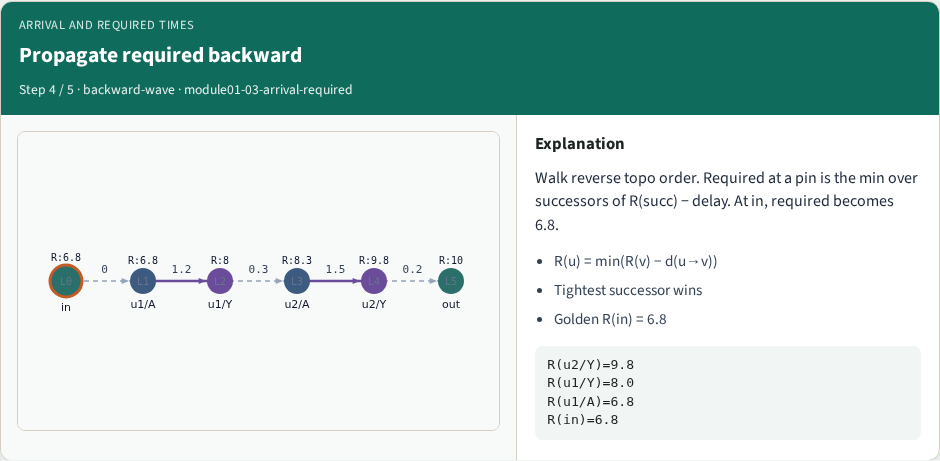 ARRIVAL AND REQUIRED TIMES
Propagate required backward
Step 4 / 5 · backward-wave · module01-03-arrival-required
R:6.8 R:6.8 R:8 R:8.3 R:9.8 R:10
0 1.2 0.3 1.5 0.2
L0 L1 L2 L3 L4 L5
in u1/A u1/Y u2/A u2/Y out
Explanation
Walk reverse topo order. Required at a pin is the min over
successors of R(succ) − delay. At in, required becomes
6.8.
• R(u) = min(R(v) − d(u→v))
• Tightest successor wins
• Golden R(in) = 6.8
R(u2/Y)=9.8
R(u1/Y)=8.0
R(u1/A)=6.8
R(in)=6.8